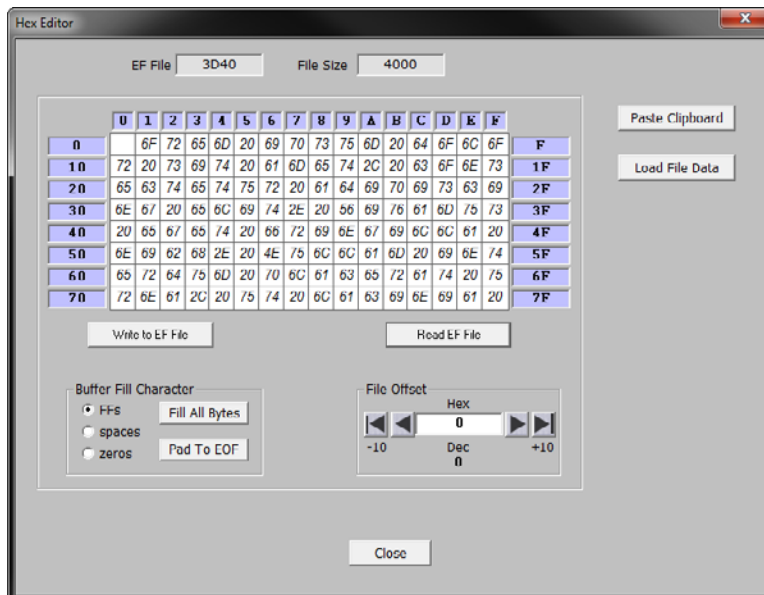 Hex Editor
EF File 3D40 File Size 4000
0 1 2 3 4 5 6 7 8 9 A B C D E F
Paste Clipboard
0 6F 72 65 6D 20 69 70 73 75 6D 20 64 6F 6C 6F F
10 72 20 73 69 74 20 61 6D 65 74 2C 20 63 6F 6E 73 1F
Load File Data
20 65 63 74 65 74 75 72 20 61 64 69 70 69 73 63 69 2F
30 6E 67 20 65 6C 69 74 2E 20 56 69 76 61 6D 75 73 3F
40 20 65 67 65 74 20 66 72 69 6E 67 69 6C 6C 61 20 4F
50 6E 69 62 68 2E 20 4E 75 6C 6C 61 6D 20 69 6E 74 5F
60 65 72 64 75 6D 20 70 6C 61 63 65 72 61 74 20 75 6F
70 72 6E 61 2C 20 75 74 20 6C 61 63 69 6E 69 61 20 7F
Write to EF File Read EF File
Buffer Fill Character
FFs
Fill All Bytes
spaces
zeros
Pad To EOF
File Offset
Hex
0
-10 Dec +10
0
Close